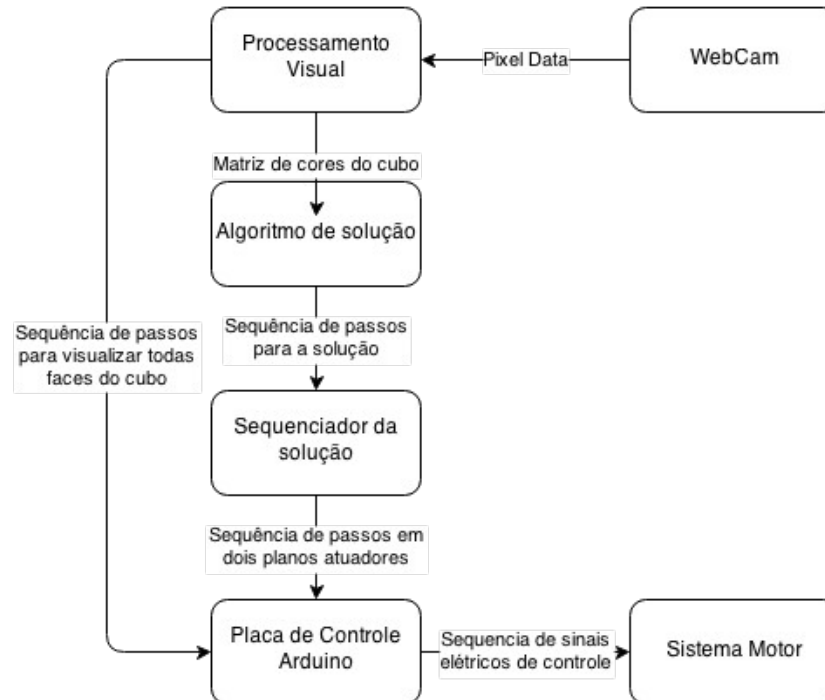 Processamento
Visual
Pixel Data
WebCam
Matriz de cores do cubo
Algoritmo de solução
Sequência de passos
para visualizar todas
faces do cubo
Sequência de passos
para a solução
Sequenciador da
solução
Sequência de passos em
dois planos atuadores
Placa de Controle
Arduino
Sequencia de sinais
elétricos de controle
Sistema Motor